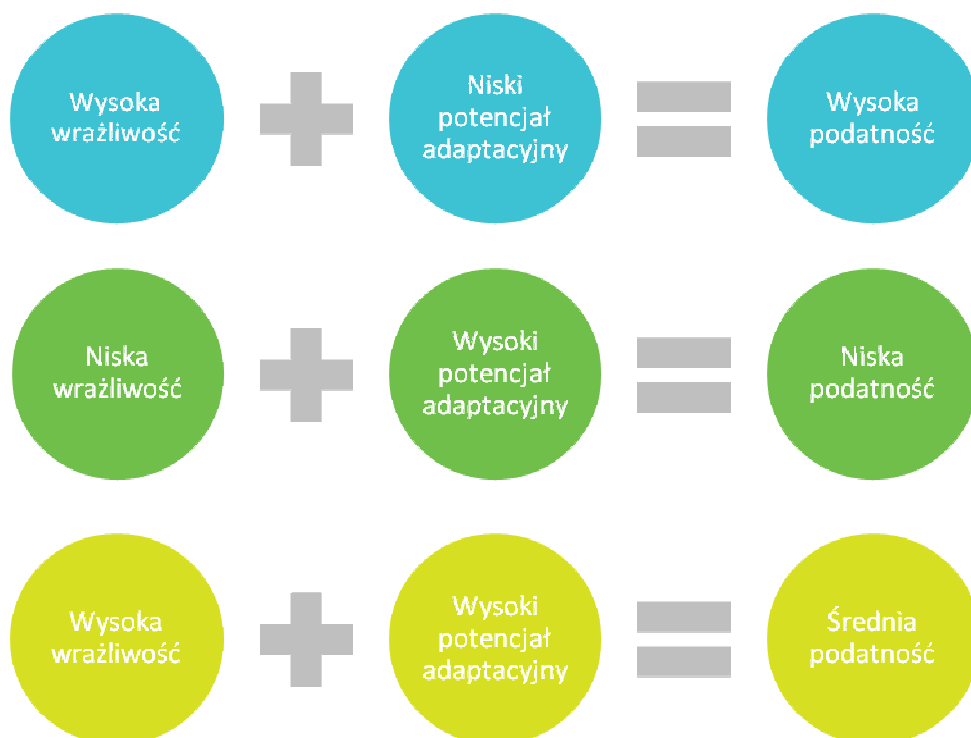 Wysoka
wrażliwość
Niski
potencjał
adaptacyjny
Wysoka
podatność
Niska
wrażliwość
Wysoki
potencjał
adaptacyjny
Niska
podatność
Wysoka
wrażliwość
Wysoki
potencjał
adaptacyjny
Średnia
podatność